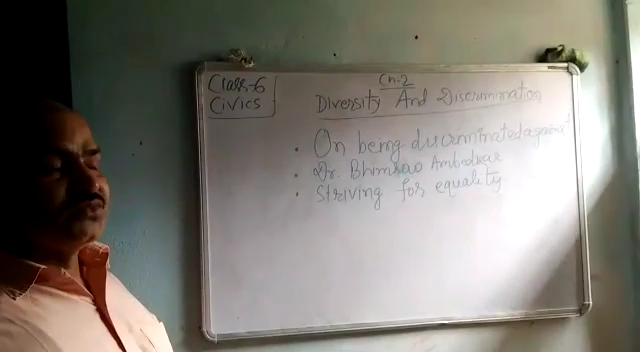 Class-6
Civics
Ch-2
Diversity And Discrimination
• On being discriminated against
• Dr. Bhimrao Ambedkar
• Striving for equality